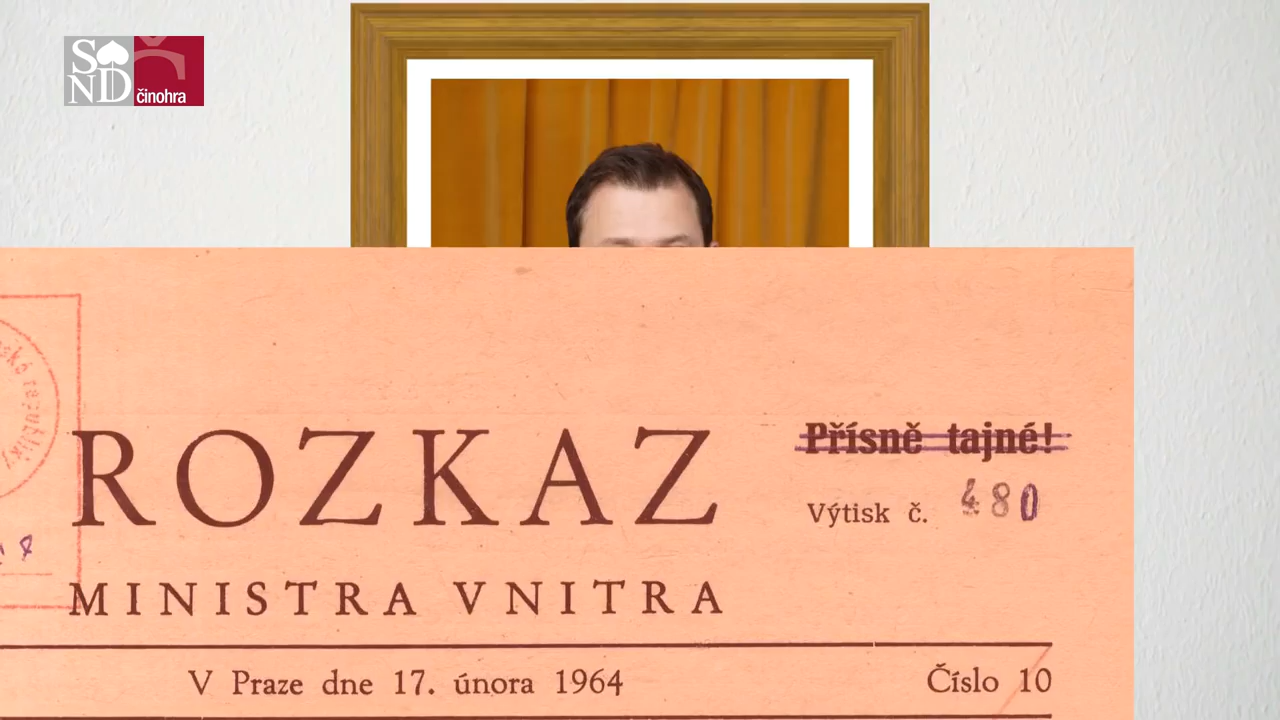 SND
činohra
ROZKAZ
Přísně tajné!
Výtisk č. 480
MINISTRA VNITRA
V Praze dne 17. února 1964
Číslo 10